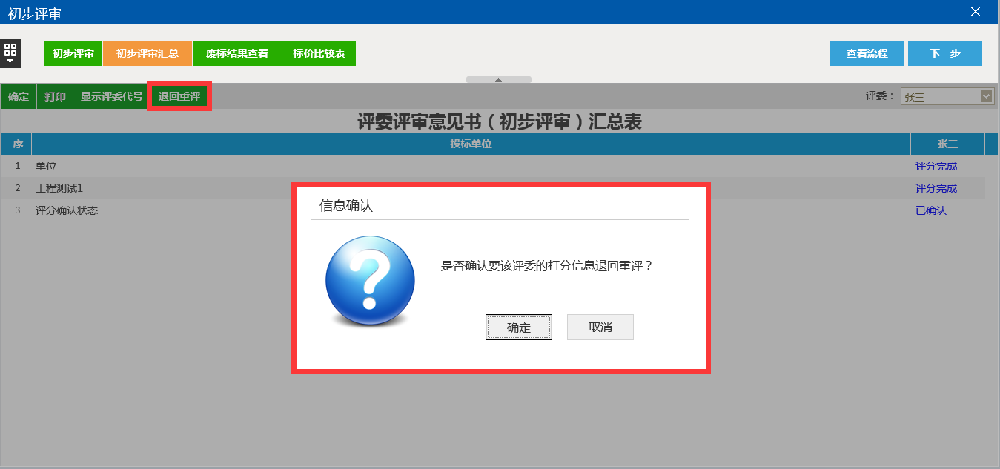 初步评审
初步评审 初步评审汇总 废标结果查看 标价比较表 查看流程 下一步
确定 打印 显示评委代号 退回重评 评委： 张三
评委评审意见书（初步评审）汇总表
序 投标单位 张三
1 单位 评分完成
2 工程测试1 评分完成
3 评分确认状态 已确认
信息确认
是否确认要该评委的打分信息退回重评？
确定 取消